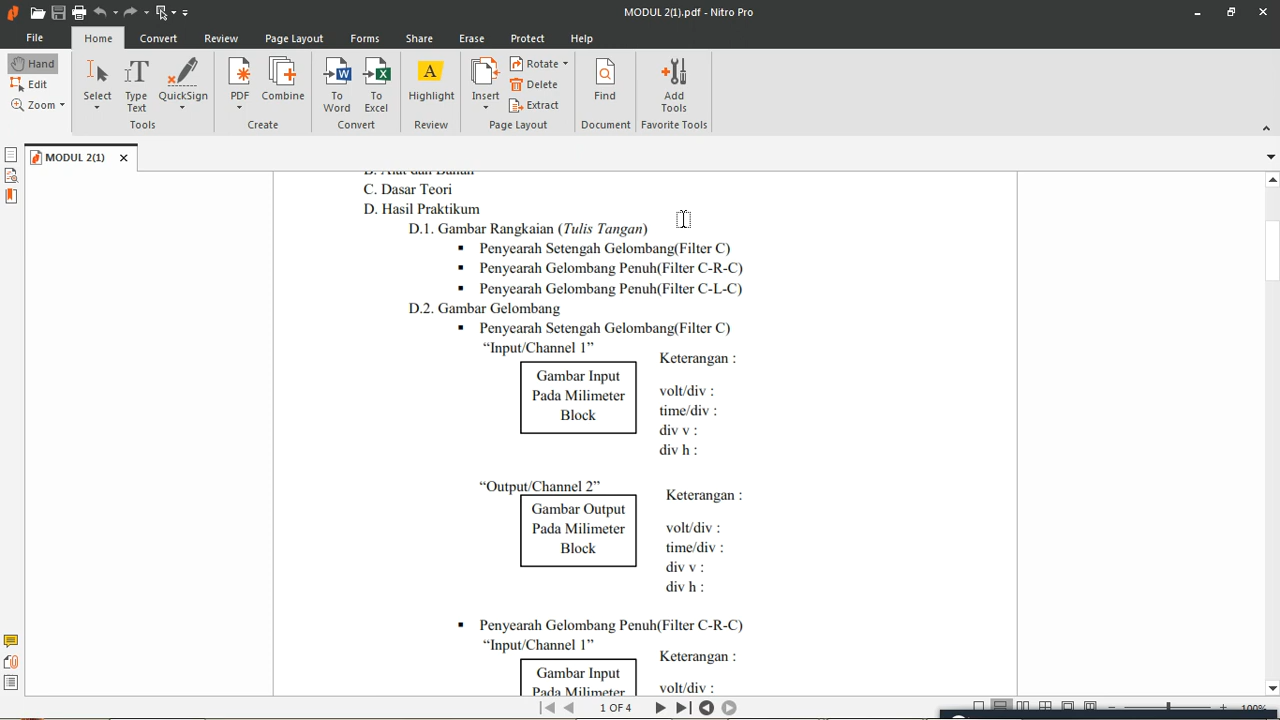 MODUL 2(1).pdf - Nitro Pro
File Home Convert Review Page Layout Forms Share Erase Protect Help
Hand
Edit
Zoom
Select
Type Text
QuickSign
Tools
PDF
Combine
Create
To Word
To Excel
Convert
Highlight
Review
Insert
Rotate
Delete
Extract
Page Layout
Find
Document
Add Tools
Favorite Tools
MODUL 2(1)
B. Alat dan Bahan
C. Dasar Teori
D. Hasil Praktikum
D.1. Gambar Rangkaian (Tulis Tangan)
▪ Penyearah Setengah Gelombang(Filter C)
▪ Penyearah Gelombang Penuh(Filter C-R-C)
▪ Penyearah Gelombang Penuh(Filter C-L-C)
D.2. Gambar Gelombang
▪ Penyearah Setengah Gelombang(Filter C)
“Input/Channel 1”
Gambar Input
Pada Milimeter
Block
Keterangan :
volt/div :
time/div :
div v :
div h :
“Output/Channel 2”
Gambar Output
Pada Milimeter
Block
Keterangan :
volt/div :
time/div :
div v :
div h :
▪ Penyearah Gelombang Penuh(Filter C-R-C)
“Input/Channel 1”
Gambar Input
Pada Milimeter
Keterangan :
volt/div :
1 OF 4
100%